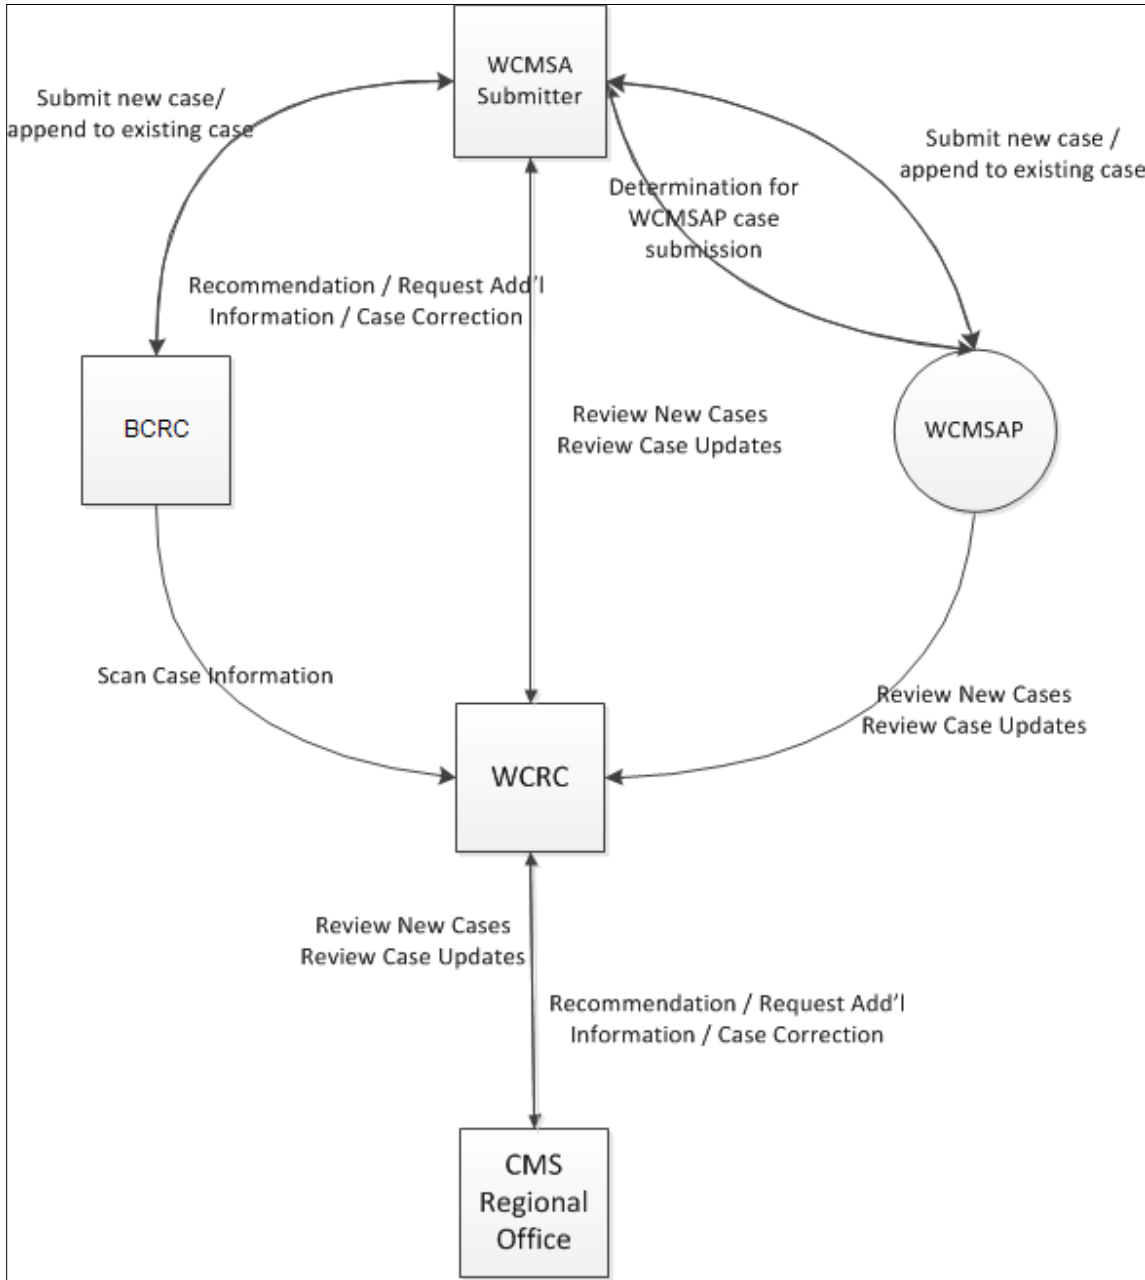 WCMSA
Submitter
Submit new case/
append to existing case
Submit new case /
append to existing case
Determination for
WCMSAP case
submission
Recommendation / Request Add'l
Information / Case Correction
BCRC
Review New Cases
Review Case Updates
WCMSAP
Scan Case Information
Review New Cases
Review Case Updates
WCRC
Review New Cases
Review Case Updates
Recommendation / Request Add'l
Information / Case Correction
CMS
Regional
Office